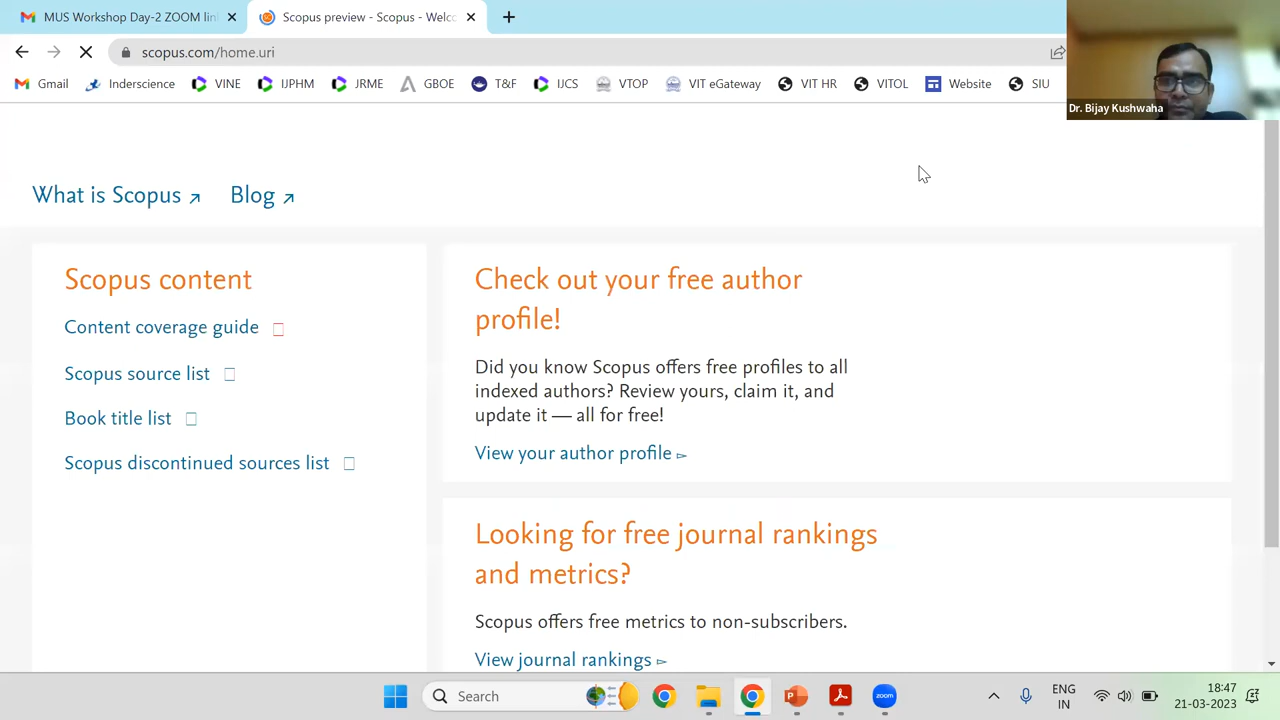 MUS Workshop Day-2 ZOOM lin
Scopus preview - Scopus - Welco
scopus.com/home.uri
Gmail
Inderscience
VINE
IJPHM
JRME
GBOE
T&F
IJCS
VTOP
VIT eGateway
VIT HR
VITOL
Website
SIU
Dr. Bijay Kushwaha
What is Scopus
Blog
Scopus content
Content coverage guide
Scopus source list
Book title list
Scopus discontinued sources list
Check out your free author
profile!
Did you know Scopus offers free profiles to all
indexed authors? Review yours, claim it, and
update it — all for free!
View your author profile
Looking for free journal rankings
and metrics?
Scopus offers free metrics to non-subscribers.
View journal rankings
Search
zoom
ENG
IN
18:47
21-03-2023